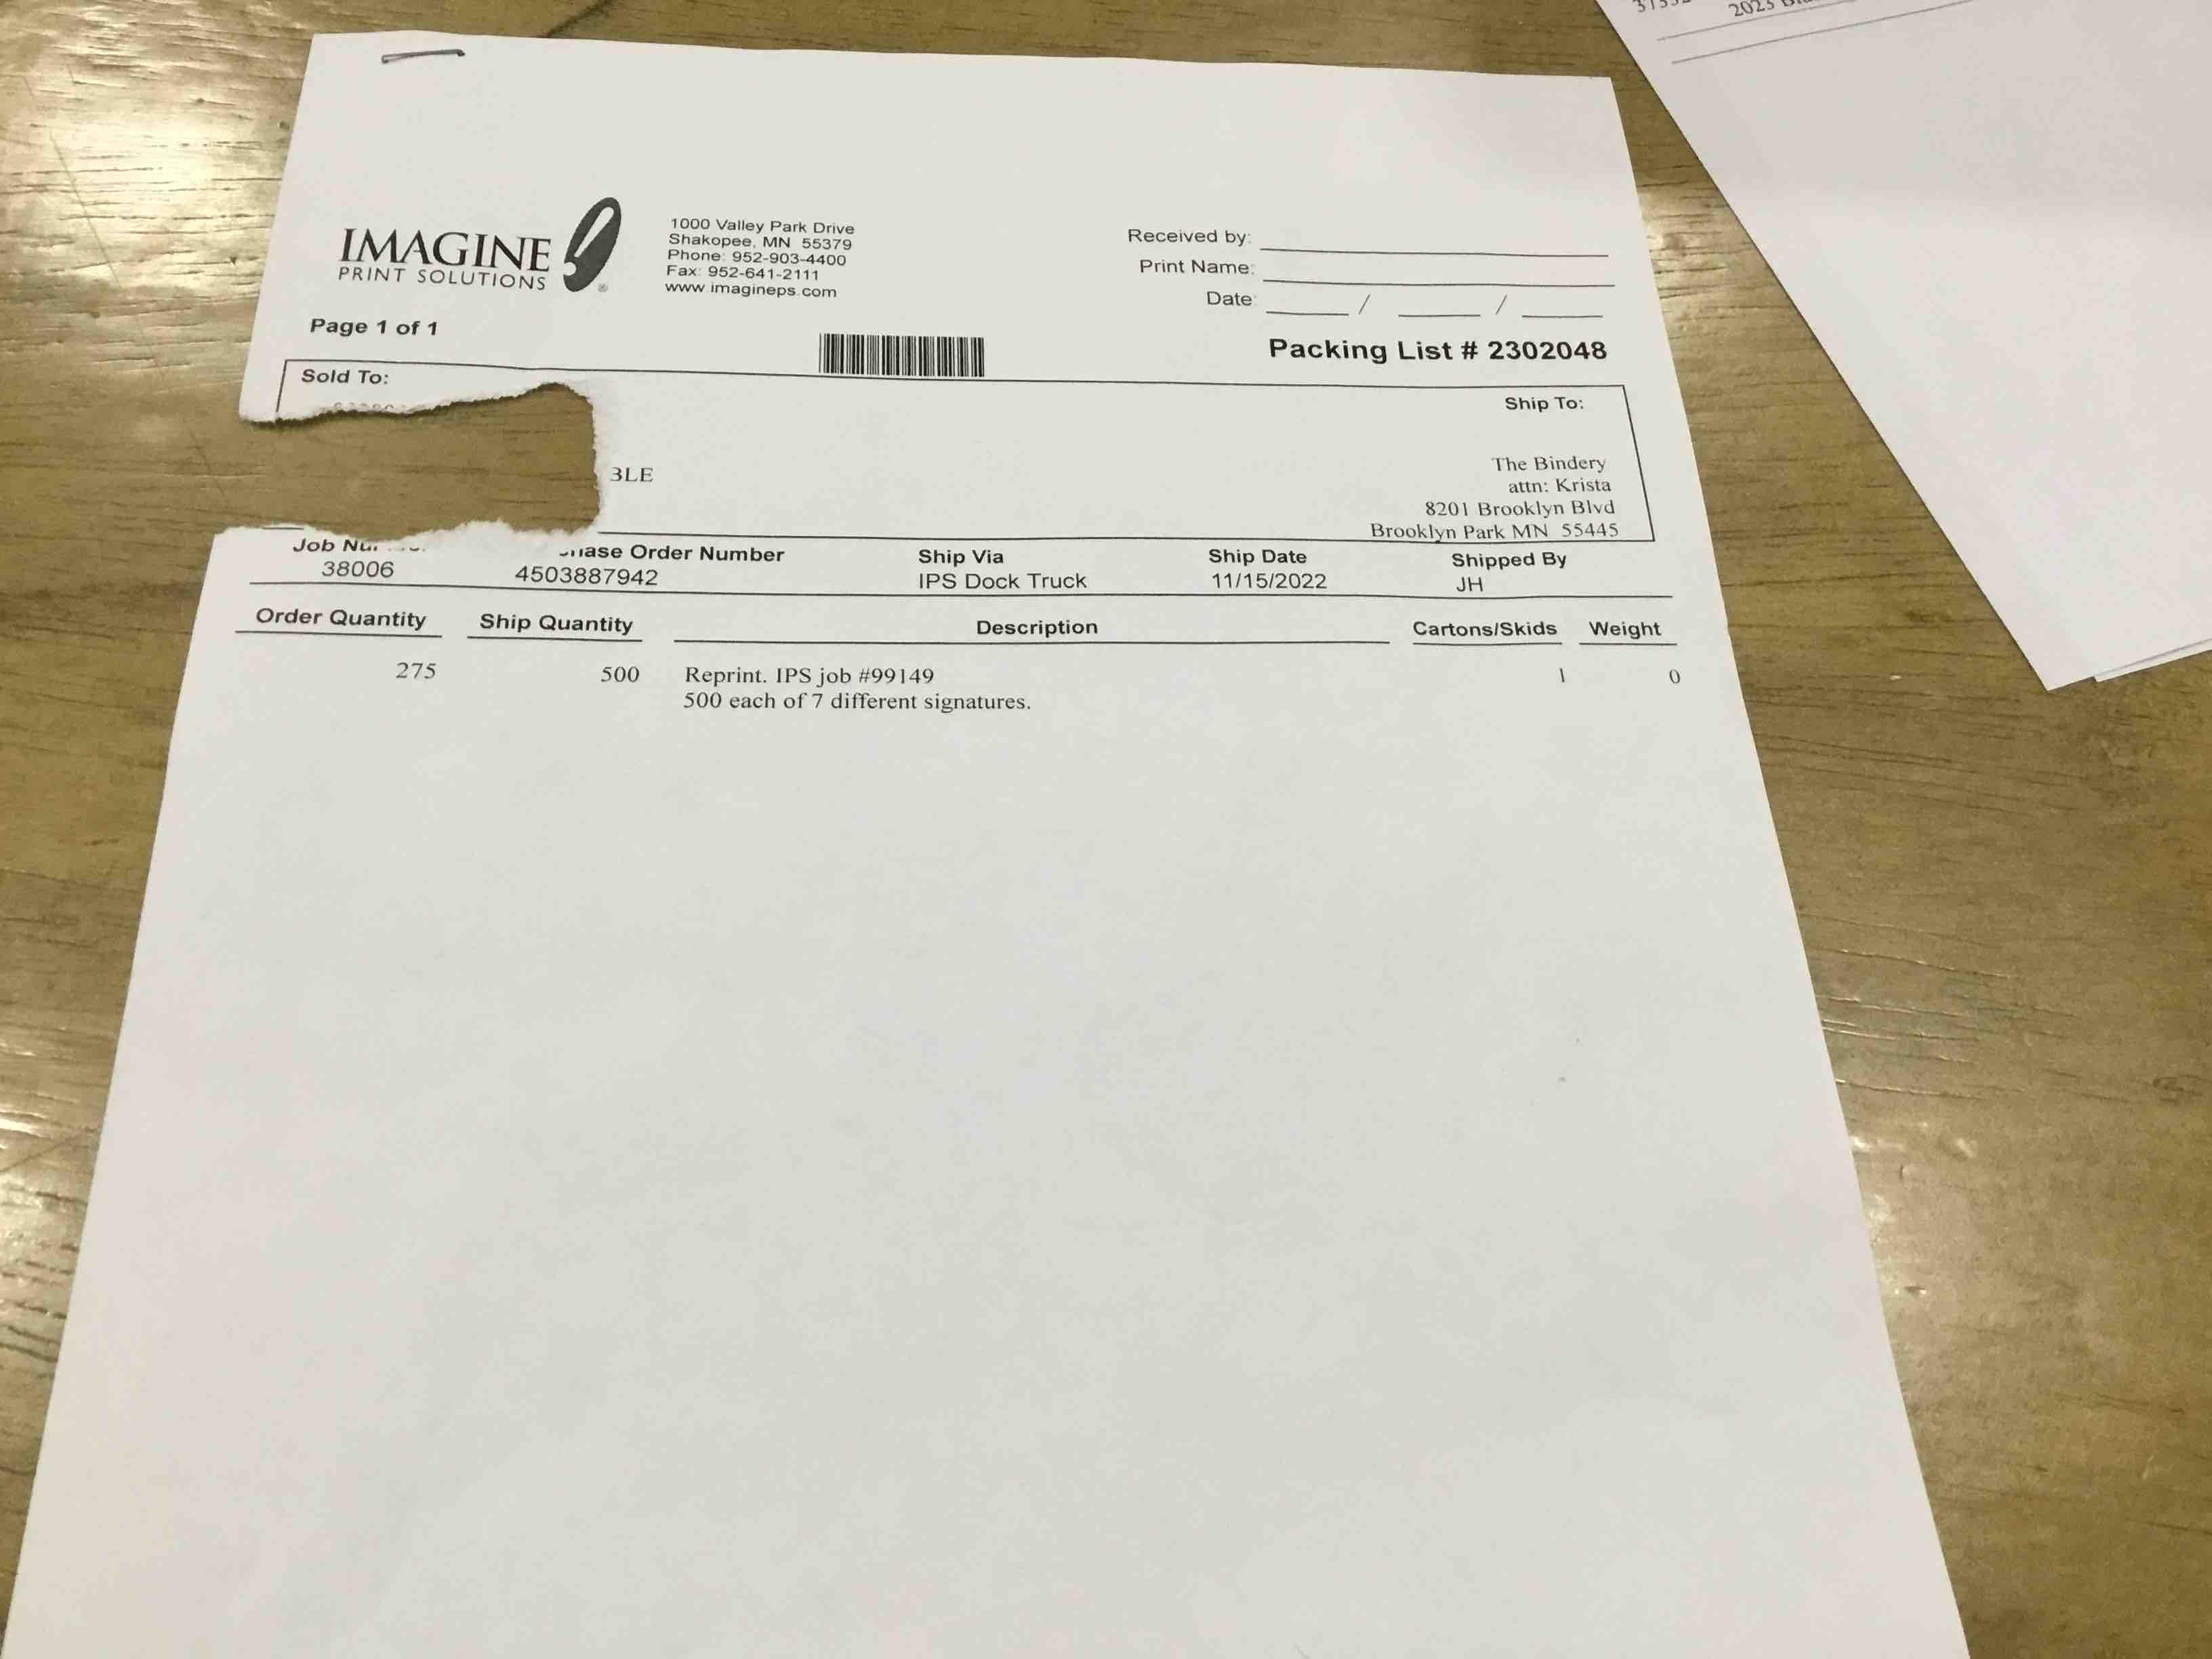 IMAGINE
PRINT SOLUTIONS
®
1000 Valley Park Drive
Shakopee, MN 55379
Phone: 952-903-4400
Fax: 952-641-2111
www.imagineps.com
Received by:
Print Name:
Date: / /
Page 1 of 1
Packing List # 2302048
Sold To:
Ship To:
BLE
The Bindery
attn: Krista
8201 Brooklyn Blvd
Brooklyn Park MN 55445
Job Order Number Ship Via Ship Date Shipped By
38006 4503887942 IPS Dock Truck 11/15/2022 JH
Order Quantity Ship Quantity Description Cartons/Skids Weight
275 500 Reprint. IPS job #99149 1 0
500 each of 7 different signatures.